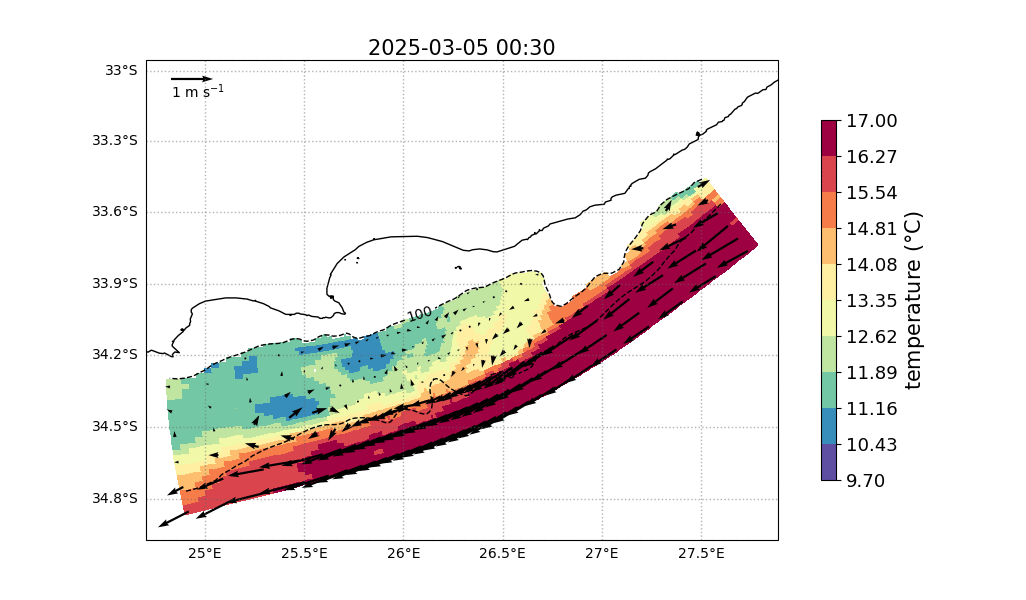 2025-03-05 00:30
1 m s⁻¹
33°S
33.3°S
33.6°S
33.9°S
34.2°S
34.5°S
34.8°S
100
25°E
25.5°E
26°E
26.5°E
27°E
27.5°E
17.00
16.27
15.54
14.81
14.08
13.35
12.62
11.89
11.16
10.43
9.70
temperature (°C)